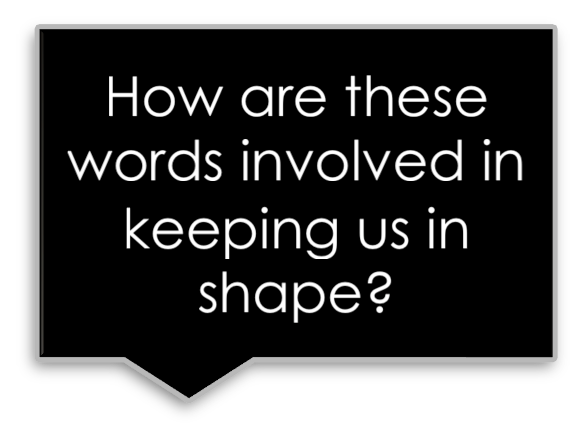 How are these
words involved in
keeping us in
shape?